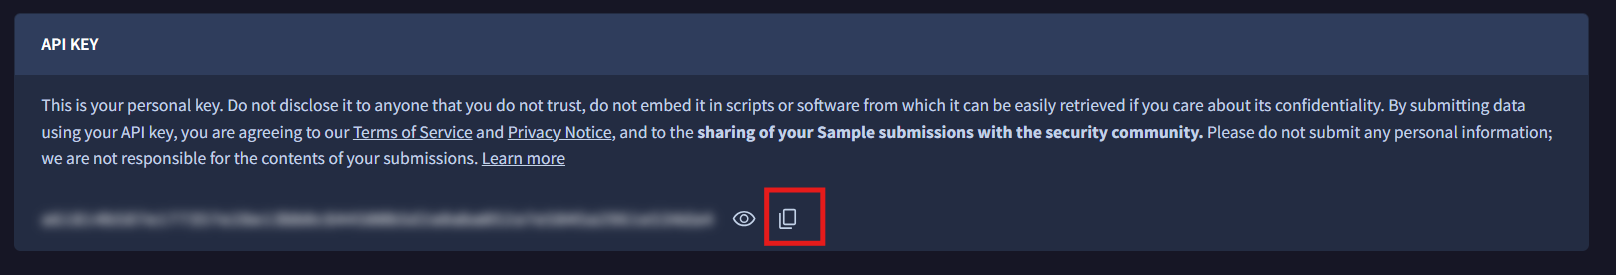 API KEY
This is your personal key. Do not disclose it to anyone that you do not trust, do not embed it in scripts or software from which it can be easily retrieved if you care about its confidentiality. By submitting data
using your API key, you are agreeing to our Terms of Service and Privacy Notice, and to the sharing of your Sample submissions with the security community. Please do not submit any personal information;
we are not responsible for the contents of your submissions. Learn more